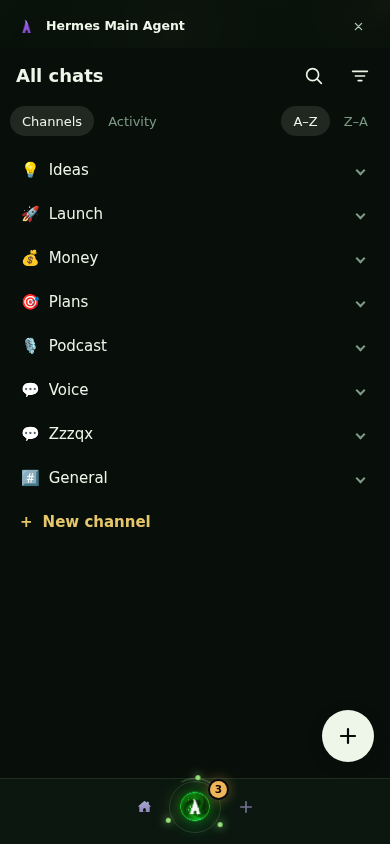 Hermes Main Agent
All chats
Channels Activity A–Z Z–A
Ideas
Launch
Money
Plans
Podcast
Voice
Zzzqx
#️⃣ General
+ New channel
3